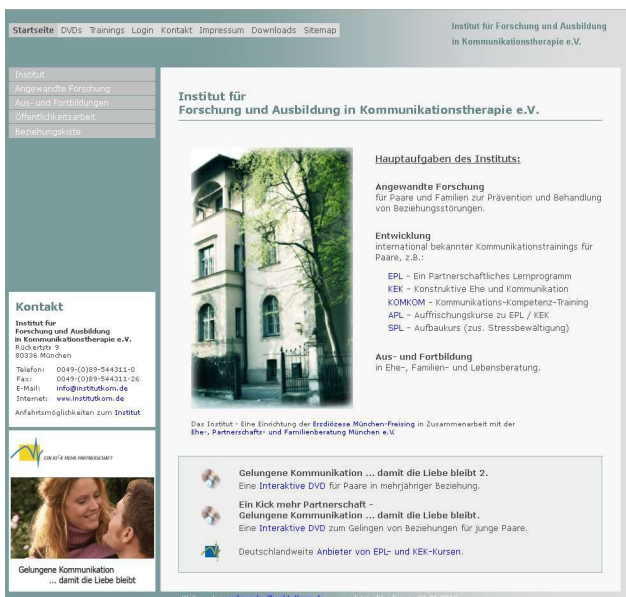 Startseite DVDs Trainings Login Kontakt Impressum Downloads Sitemap
Institut für Forschung und Ausbildung
in Kommunikationstherapie e.V.
Institut
Angewandte Forschung
Aus- und Fortbildungen
Öffentlichkeitsarbeit
Beziehungskiste
Institut für
Forschung und Ausbildung in Kommunikationstherapie e.V.
Hauptaufgaben des Instituts:
Angewandte Forschung
für Paare und Familien zur Prävention und Behandlung
von Beziehungsstörungen.
Entwicklung
international bekannter Kommunikationstrainings für
Paare, z.B.:
EPL - Ein Partnerschaftliches Lernprogramm
KEK - Konstruktive Ehe und Kommunikation
KOMKOM - Kommunikations-Kompetenz-Training
APL - Auffrischungskurse zu EPL / KEK
SPL - Aufbaukurs (zus. Stressbewältigung)
Aus- und Fortbildung
in Ehe-, Familien- und Lebensberatung.
Das Institut - Eine Einrichtung der Erzdiözese München-Freising in Zusammenarbeit mit der
Ehe-, Partnerschafts- und Familienberatung München e.V.
Kontakt
Institut für
Forschung und Ausbildung
in Kommunikationstherapie e.V.
Rückertstr. 9
80336 München
Telefon: 0049-(0)89-544311-0
Fax: 0049-(0)89-544311-26
E-Mail: info@institutkom.de
Internet: www.institutkom.de
Anfahrtsmöglichkeiten zum Institut
EIN KICK MEHR PARTNERSCHAFT
Gelungene Kommunikation
... damit die Liebe bleibt
Gelungene Kommunikation ... damit die Liebe bleibt 2.
Eine Interaktive DVD für Paare in mehrjähriger Beziehung.
Ein Kick mehr Partnerschaft -
Gelungene Kommunikation ... damit die Liebe bleibt.
Eine Interaktive DVD zum Gelingen von Beziehungen für junge Paare.
Deutschlandweite Anbieter von EPL- und KEK-Kursen.